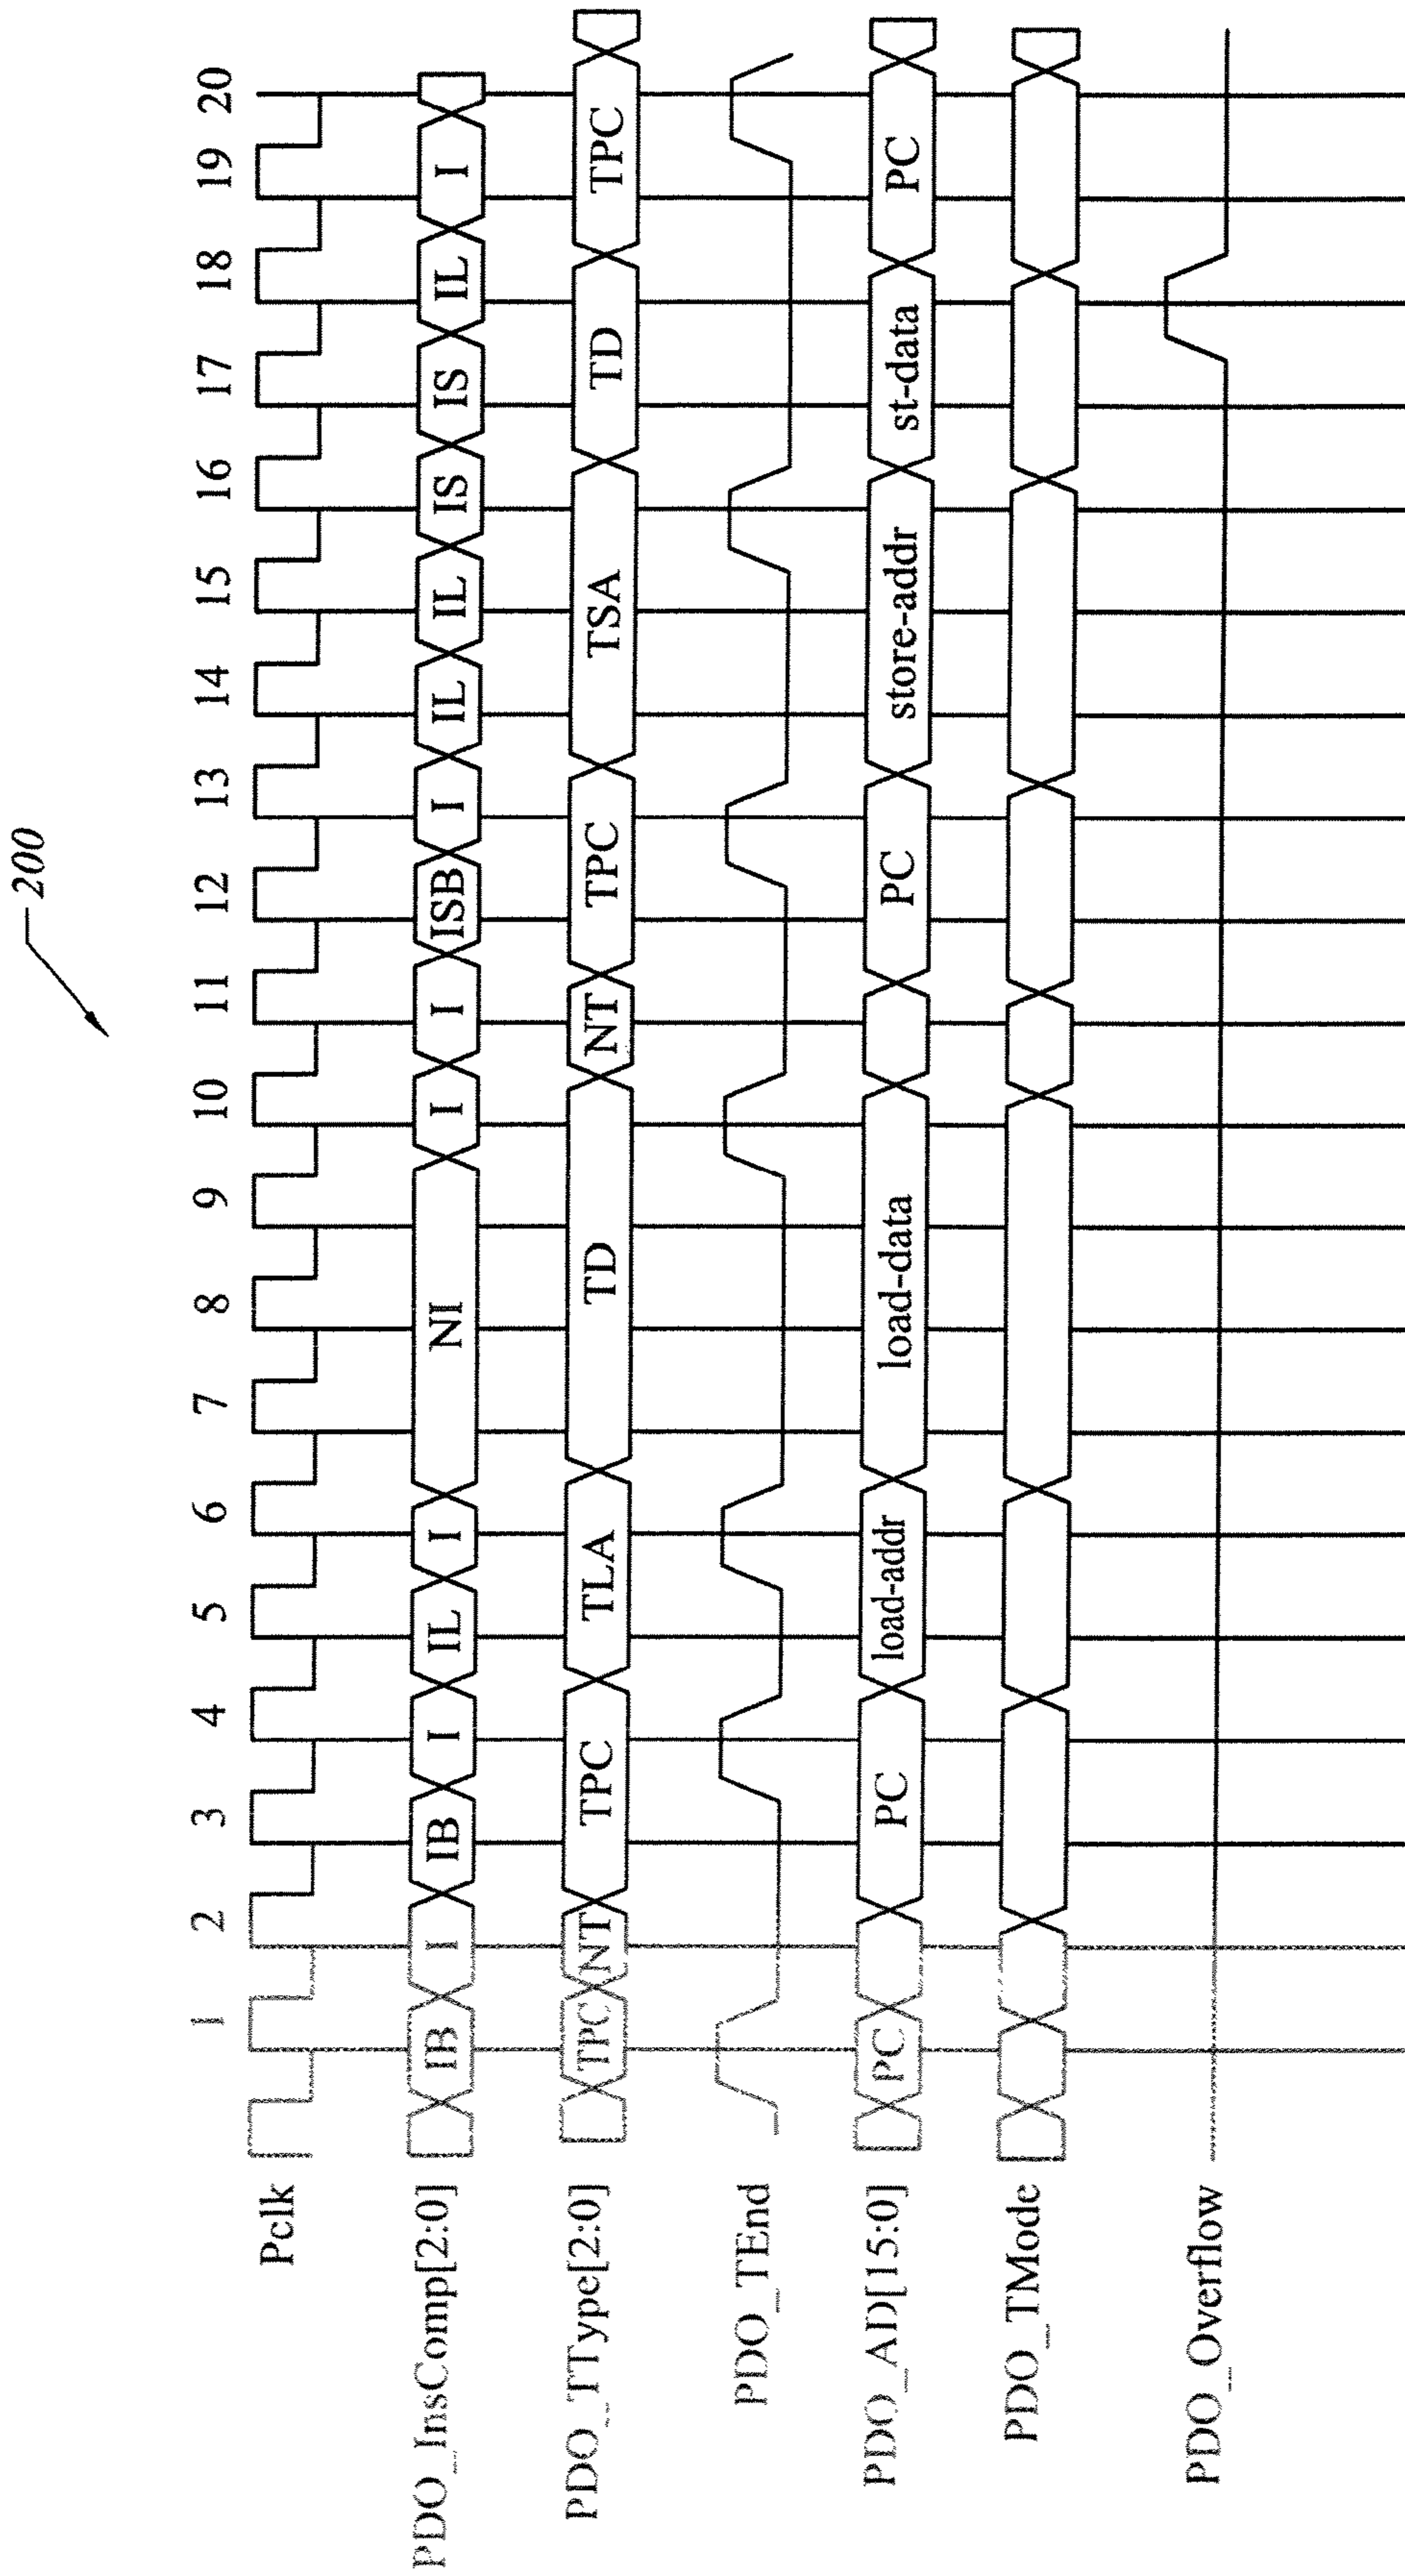 200
1 2 3 4 5 6 7 8 9 10 11 12 13 14 15 16 17 18 19 20
Pclk
PDO_InsComp[2:0] IB I IB I IL I NI I I ISB I IL IL IS IS IL I
PDO_TType[2:0] TPC NT TPC TLA TD NT TPC TSA TD TPC
PDO_TEnd
PDO_AD[15:0] PC PC load-addr load-data PC store-addr st-data PC
PDO_TMode
PDO_Overflow